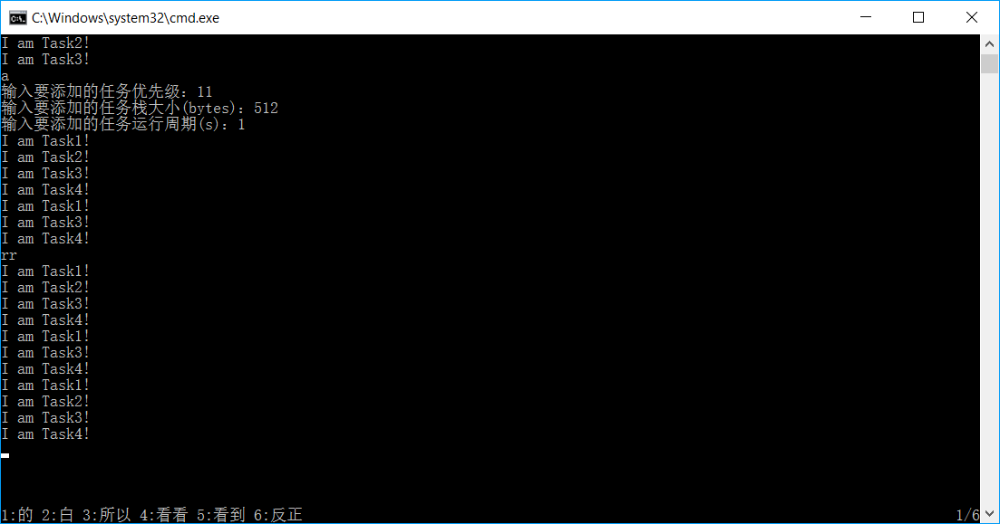 C:\Windows\system32\cmd.exe
I am Task2!
I am Task3!
a
输入要添加的任务优先级：11
输入要添加的任务栈大小(bytes)：512
输入要添加的任务运行周期(s)：1
I am Task1!
I am Task2!
I am Task3!
I am Task4!
I am Task1!
I am Task3!
I am Task4!
rr
I am Task1!
I am Task2!
I am Task3!
I am Task4!
I am Task1!
I am Task3!
I am Task4!
I am Task1!
I am Task2!
I am Task3!
I am Task4!
1:的 2:白 3:所以 4:看看 5:看到 6:反正 1/6